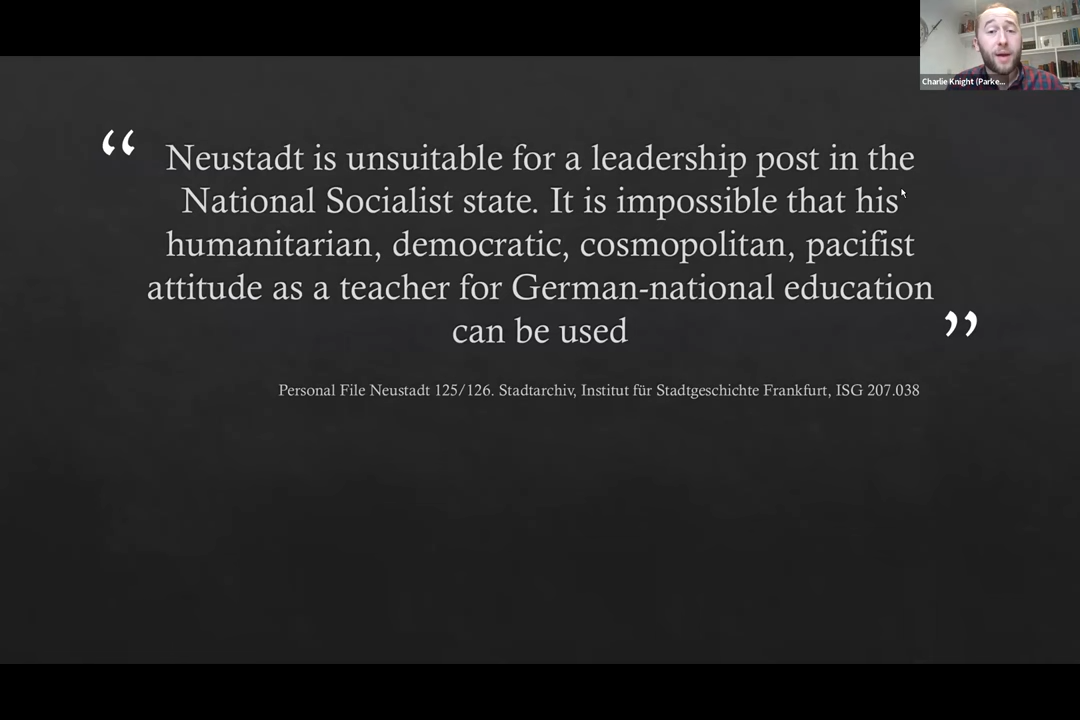 Charlie Knight (Parke...
“ Neustadt is unsuitable for a leadership post in the
National Socialist state. It is impossible that his
humanitarian, democratic, cosmopolitan, pacifist
attitude as a teacher for German-national education
can be used ”
Personal File Neustadt 125/126. Stadtarchiv, Institut für Stadtgeschichte Frankfurt, ISG 207.038